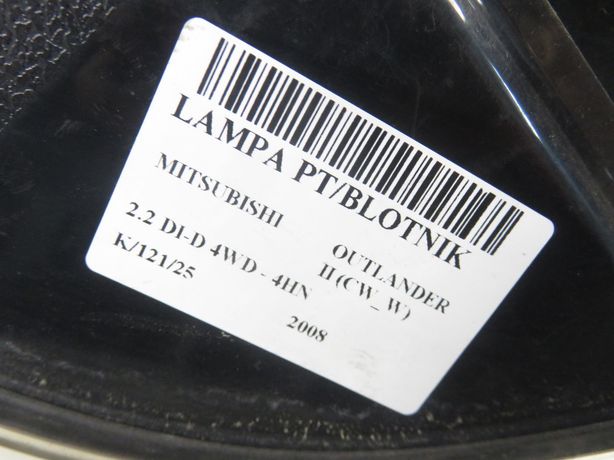 LAMPA PT/BLOTNIK
MITSUBISHI OUTLANDER
II (CW_W)
2.2 DI-D 4WD - 4HN
K/121/25 2008